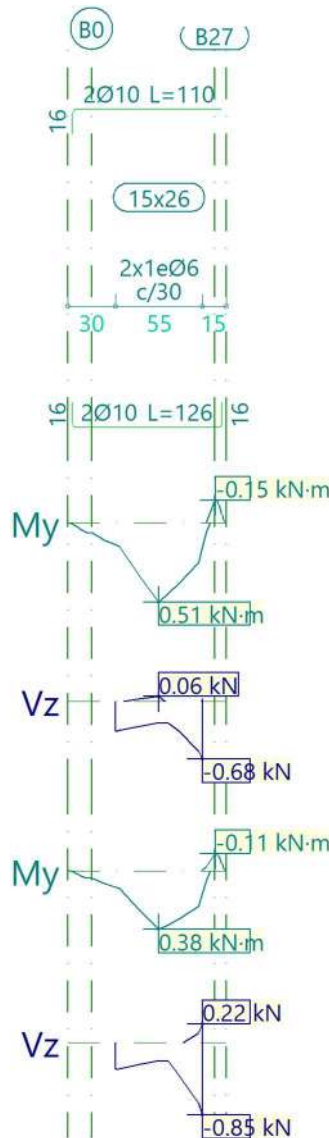 B0
B27
2Ø10 L=110
16
15x26
2x1eØ6
c/30
30 55 15
16 2Ø10 L=126 16
-0.15 kN·m
My
0.51 kN·m
0.06 kN
Vz
-0.68 kN
-0.11 kN·m
My
0.38 kN·m
0.22 kN
Vz
-0.85 kN